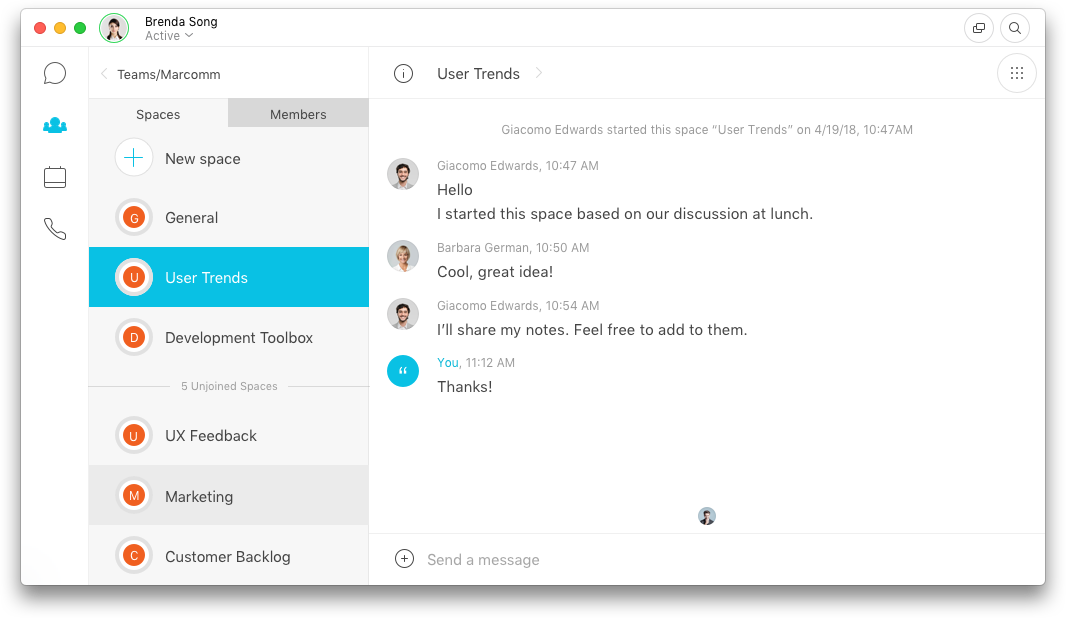 Brenda Song
Active
Teams/Marcomm
Spaces
Members
New space
G
General
U
User Trends
D
Development Toolbox
5 Unjoined Spaces
U
UX Feedback
M
Marketing
C
Customer Backlog
User Trends
Giacomo Edwards started this space “User Trends” on 4/19/18, 10:47AM
Giacomo Edwards, 10:47 AM
Hello
I started this space based on our discussion at lunch.
Barbara German, 10:50 AM
Cool, great idea!
Giacomo Edwards, 10:54 AM
I’ll share my notes. Feel free to add to them.
You, 11:12 AM
Thanks!
Send a message